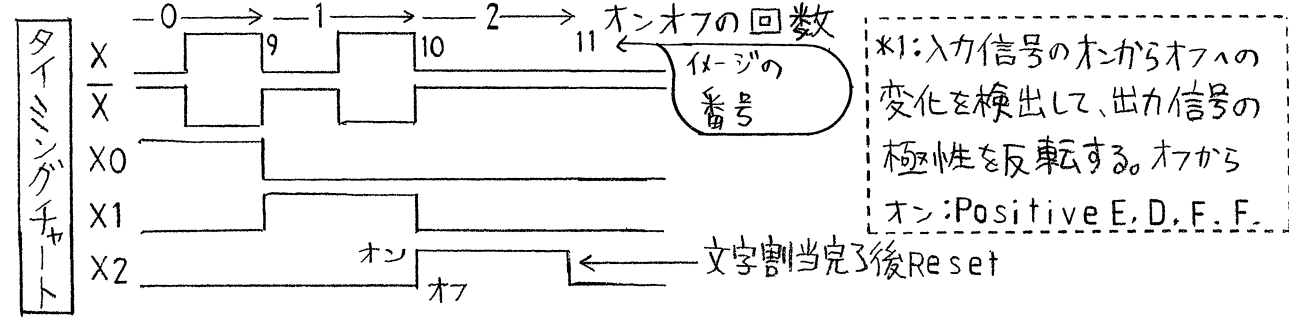 タイミングチャート
0 1 2 オンオフの回数
9 10 11
イメージの
番号
X
X̅
X0
X1
X2
オン
オフ
文字割当完了後Reset
*1:入力信号のオンからオフへの
変化を検出して、出力信号の
極性を反転する。オフから
オン:Positive E.D.F.F.